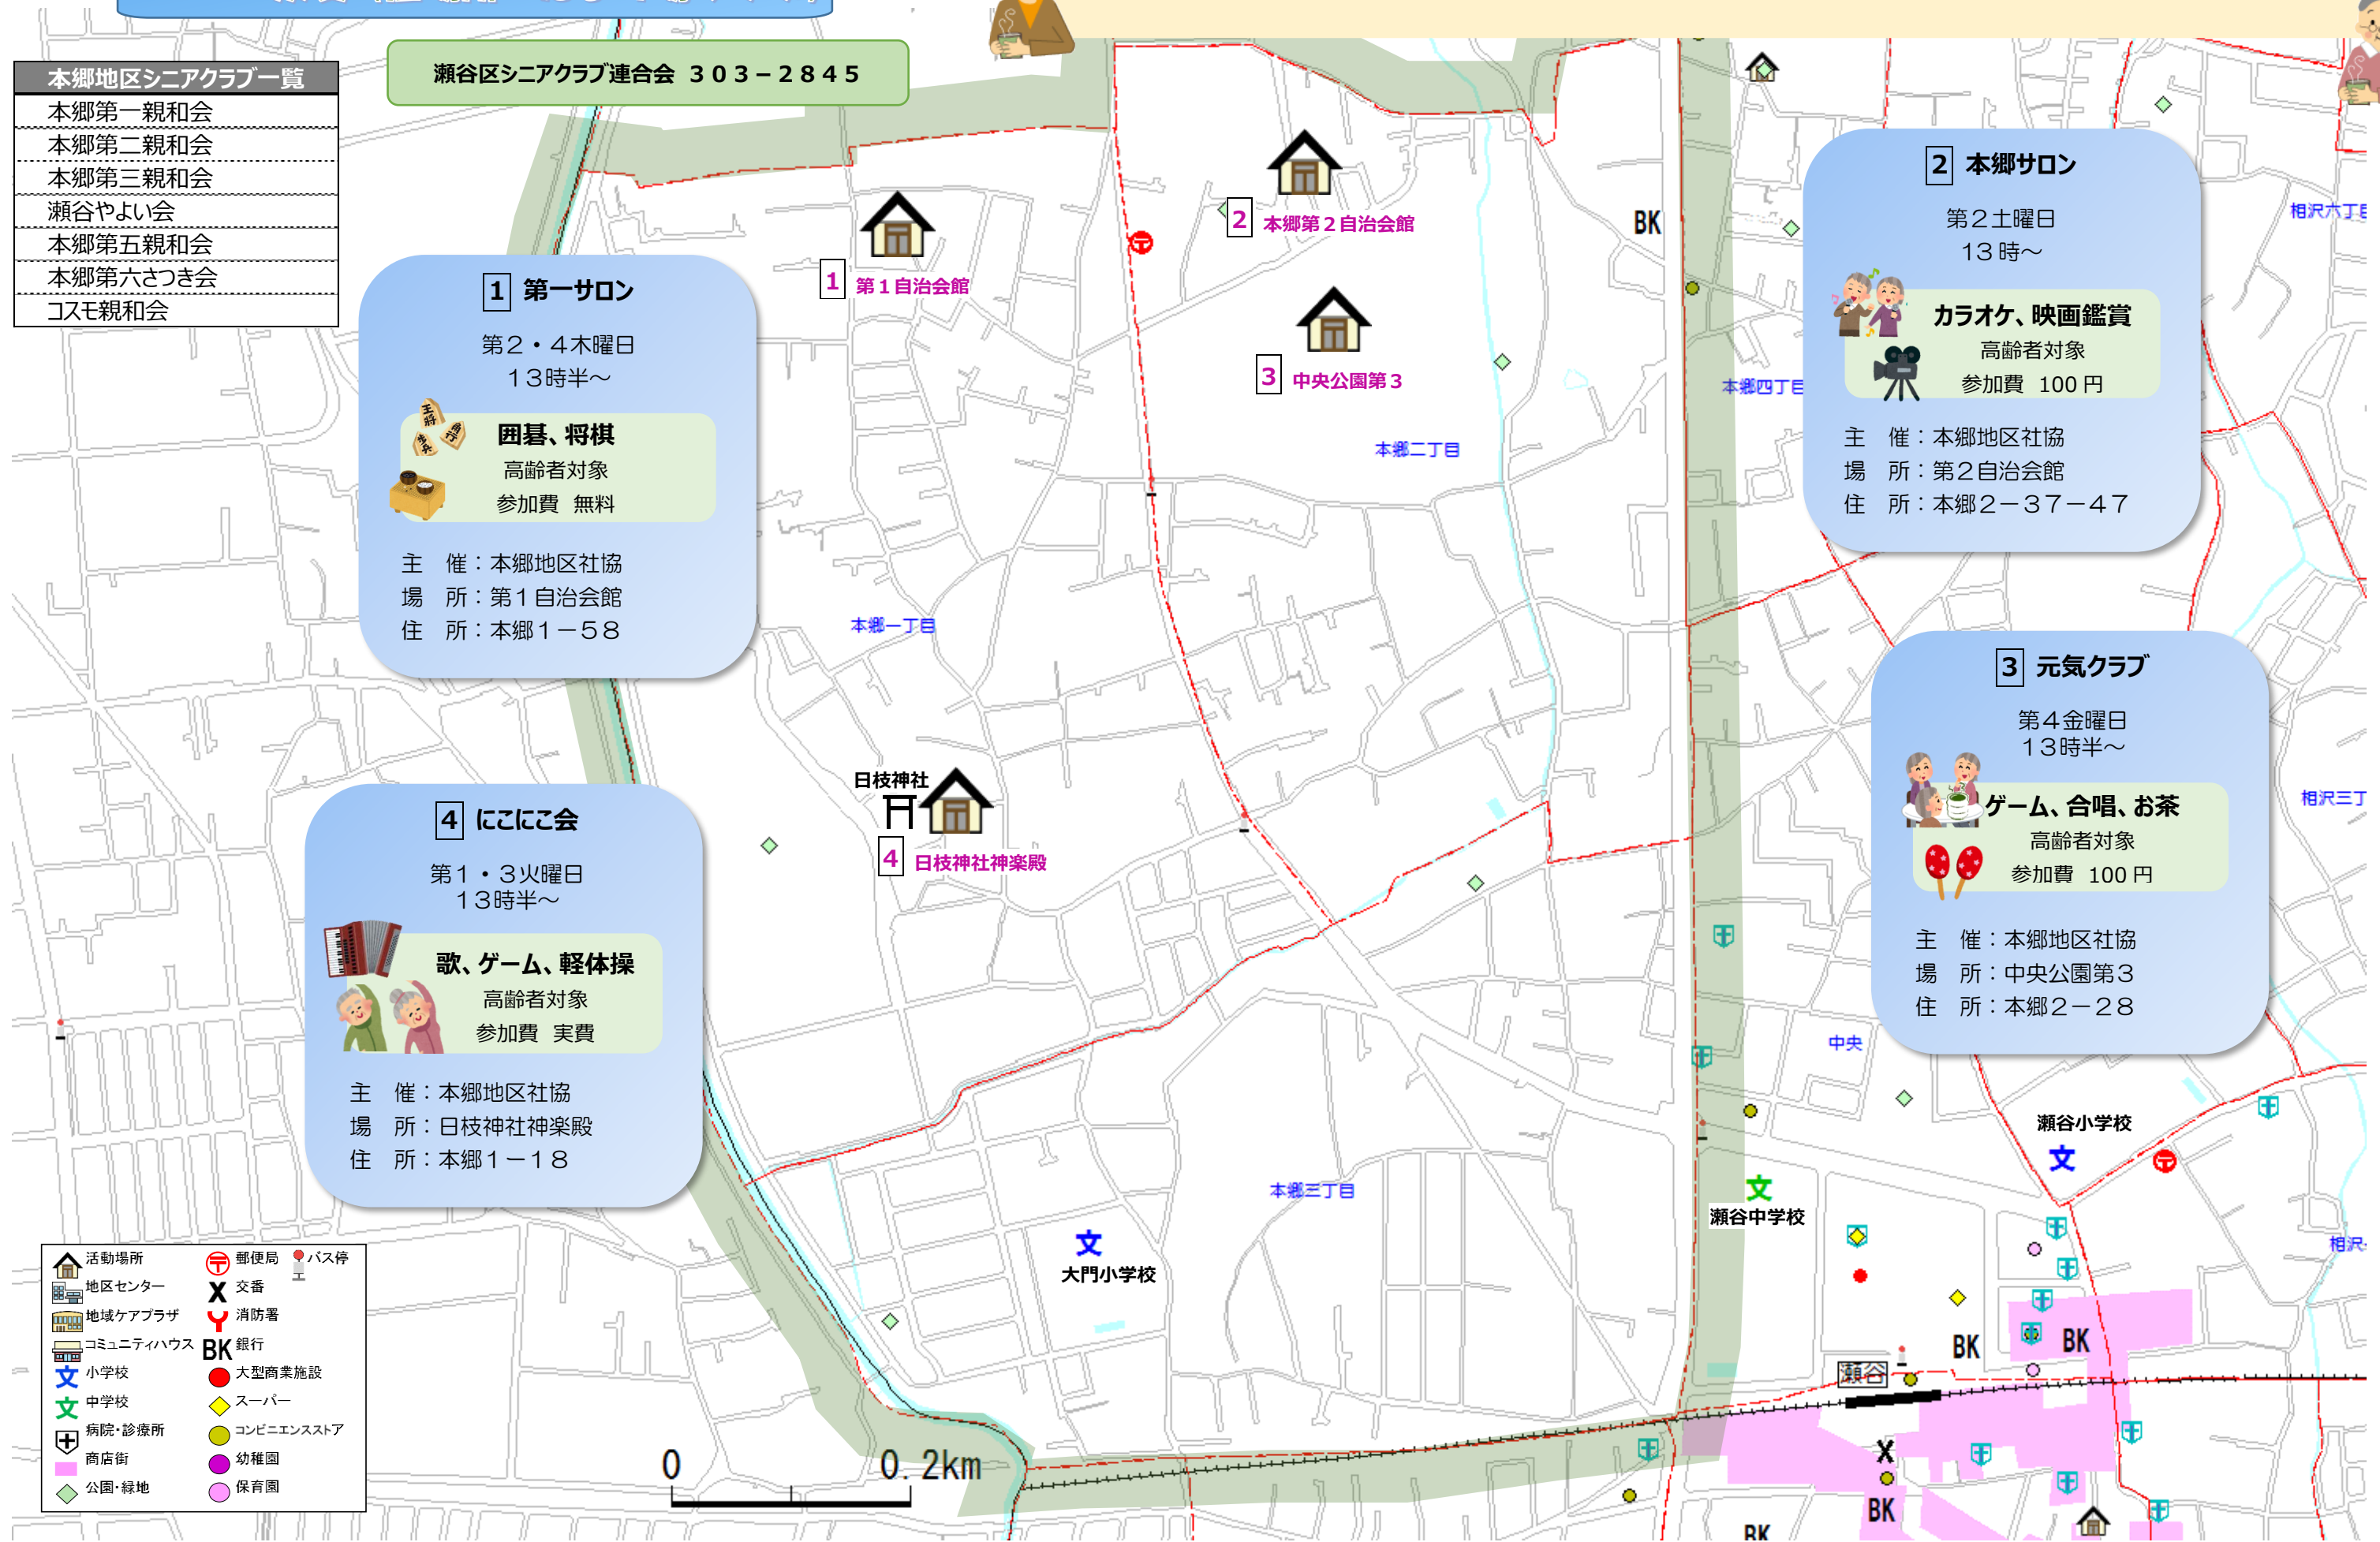 瀬谷区シニアクラブ連合会 ３０３－２８４５
本郷地区シニアクラブ一覧
本郷第一親和会
本郷第二親和会
本郷第三親和会
瀬谷やよい会
本郷第五親和会
本郷第六さつき会
コスモ親和会
1 第一サロン
第２・４木曜日
１３時半～
王将
角行
歩兵
囲碁、将棋
高齢者対象
参加費 無料
主 催：本郷地区社協
場 所：第１自治会館
住 所：本郷１－５８
1 第１自治会館
2 本郷第２自治会館
3 中央公園第３
BK
本郷二丁目
本郷四丁目
本郷一丁目
相沢六丁目
2 本郷サロン
第２土曜日
13 時～
カラオケ、映画鑑賞
高齢者対象
参加費 100 円
主 催：本郷地区社協
場 所：第２自治会館
住 所：本郷２－３７－４７
3 元気クラブ
第４金曜日
１３時半～
ゲーム、合唱、お茶
高齢者対象
参加費 100 円
主 催：本郷地区社協
場 所：中央公園第３
住 所：本郷２－２８
日枝神社
4 日枝神社神楽殿
4 にこにこ会
第１・３火曜日
１３時半～
歌、ゲーム、軽体操
高齢者対象
参加費 実費
主 催：本郷地区社協
場 所：日枝神社神楽殿
住 所：本郷１－１８
相沢三丁
中央
瀬谷小学校
文
文
瀬谷中学校
本郷三丁目
文
大門小学校
相沢
BK
BK
瀬谷
X
BK
BK
0 0.2km
活動場所
地区センター
地域ケアプラザ
コミュニティハウス
文 小学校
文 中学校
病院・診療所
商店街
公園・緑地
郵便局
バス停
X 交番
消防署
BK 銀行
大型商業施設
スーパー
コンビニエンスストア
幼稚園
保育園